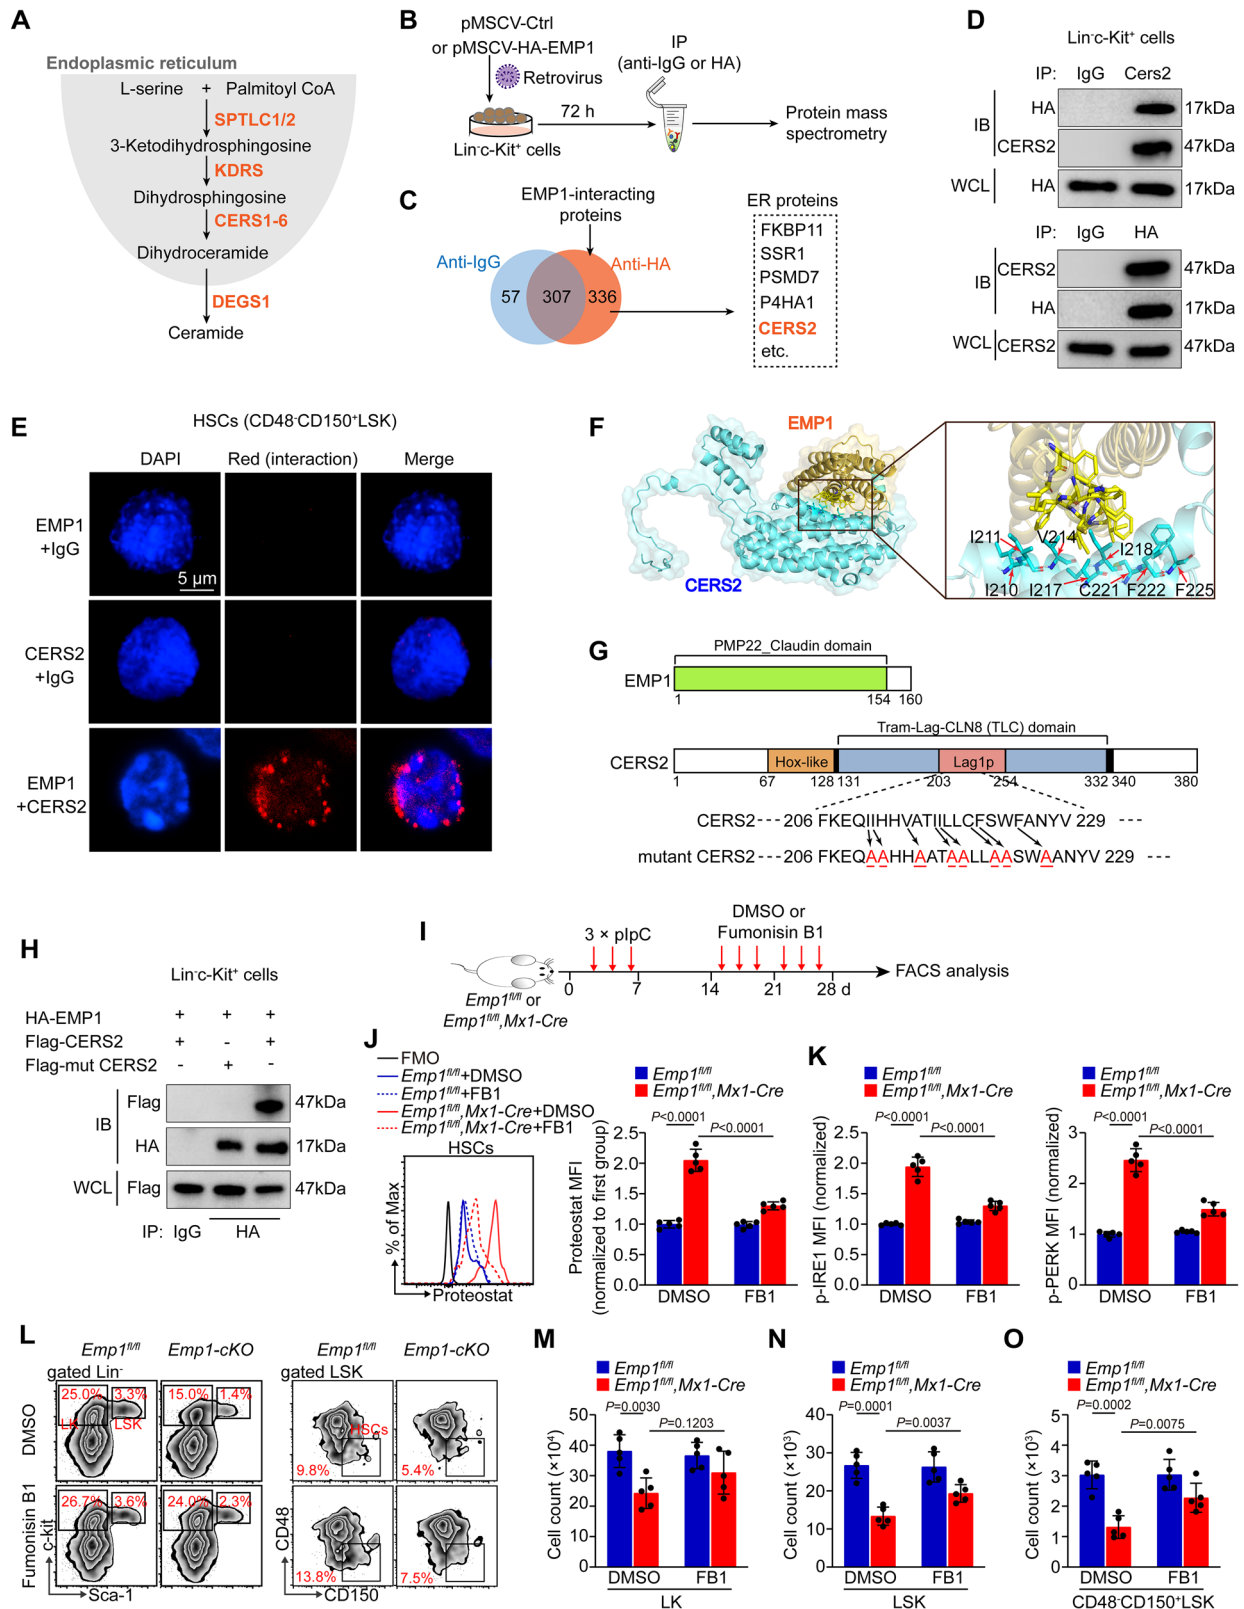 A
Endoplasmic reticulum
L-serine + Palmitoyl CoA
SPTLC1/2
3-Ketodihydrosphingosine
KDRS
Dihydrosphingosine
CERS1-6
Dihydroceramide
DEGS1
Ceramide
B
pMSCV-Ctrl
or pMSCV-HA-EMP1
Retrovirus
Lin⁻c-Kit⁺ cells
72 h
IP
(anti-IgG or HA)
Protein mass
spectrometry
C
EMP1-interacting
proteins
Anti-IgG
Anti-HA
57 307 336
ER proteins
FKBP11
SSR1
PSMD7
P4HA1
CERS2
etc.
D
Lin⁻c-Kit⁺ cells
IP: IgG Cers2
IB
HA 17kDa
CERS2 47kDa
WCL HA 17kDa
IP: IgG HA
IB
CERS2 47kDa
HA 17kDa
WCL CERS2 47kDa
E
HSCs (CD48⁻CD150⁺LSK)
DAPI Red (interaction) Merge
EMP1
+IgG
5 μm
CERS2
+IgG
EMP1
+CERS2
F
EMP1
CERS2
I211 V214 I218
I210 I217 C221 F222 F225
G
PMP22_Claudin domain
EMP1
1 154 160
Tram-Lag-CLN8 (TLC) domain
CERS2 Hox-like Lag1p
1 67 128 131 203 254 332 340 380
CERS2--- 206 FKEQIIHHVATIILLCFSWFANYV 229 ---
mutant CERS2--- 206 FKEQAAHHAATAALLAASWAANYV 229 ---
H
Lin⁻c-Kit⁺ cells
HA-EMP1 + + +
Flag-CERS2 + - +
Flag-mut CERS2 - + -
IB
Flag 47kDa
HA 17kDa
WCL Flag 47kDa
IP: IgG HA
I
3 × pIpC
DMSO or
Fumonisin B1
0 7 14 21 28 d
FACS analysis
Emp1fl/fl or
Emp1fl/fl,Mx1-Cre
J
FMO
Emp1fl/fl+DMSO
Emp1fl/fl+FB1
Emp1fl/fl,Mx1-Cre+DMSO
Emp1fl/fl,Mx1-Cre+FB1
HSCs
% of Max
Proteostat
Emp1fl/fl
Emp1fl/fl,Mx1-Cre
P<0.0001
P<0.0001
Proteostat MFI
(normalized to first group)
2.5
2.0
1.5
1.0
0.5
0.0
DMSO FB1
K
Emp1fl/fl
Emp1fl/fl,Mx1-Cre
P<0.0001
P<0.0001
p-IRE1 MFI (normalized)
2.5
2.0
1.5
1.0
0.5
0.0
DMSO FB1
Emp1fl/fl
Emp1fl/fl,Mx1-Cre
P<0.0001
P<0.0001
p-PERK MFI (normalized)
3
2
1
0
DMSO FB1
L
Emp1fl/fl Emp1-cKO Emp1fl/fl Emp1-cKO
gated Lin⁻ gated LSK
DMSO
25.0% 3.3% 15.0% 1.4%
LK LSK
HSCs
9.8% 5.4%
Fumonisin B1
26.7% 3.6% 24.0% 2.3%
13.8% 7.5%
c-kit
Sca-1
CD48
CD150
M
Emp1fl/fl
Emp1fl/fl,Mx1-Cre
P=0.0030
P=0.1203
Cell count (×10⁴)
50
40
30
20
10
0
DMSO FB1
LK
N
Emp1fl/fl
Emp1fl/fl,Mx1-Cre
P=0.0001
P=0.0037
Cell count (×10³)
40
30
20
10
0
DMSO FB1
LSK
O
Emp1fl/fl
Emp1fl/fl,Mx1-Cre
P=0.0002
P=0.0075
Cell count (×10³)
5
4
3
2
1
0
DMSO FB1
CD48⁻CD150⁺LSK